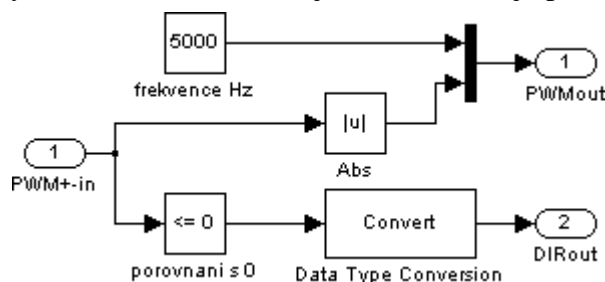 5000
frekvence Hz
1
PWMout
|u|
Abs
1
PWM+-in
<= 0
porovnani s 0
Convert
Data Type Conversion
2
DIRout